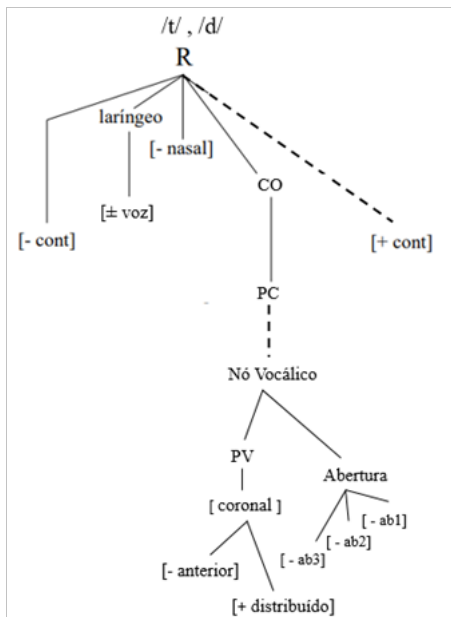 /t/ , /d/
R
laríngeo
[- nasal]
CO
[± voz]
[- cont]
[+ cont]
PC
Nó Vocálico
PV
Abertura
[ coronal ]
[- ab1]
[- ab2]
[- ab3]
[- anterior]
[+ distribuído]